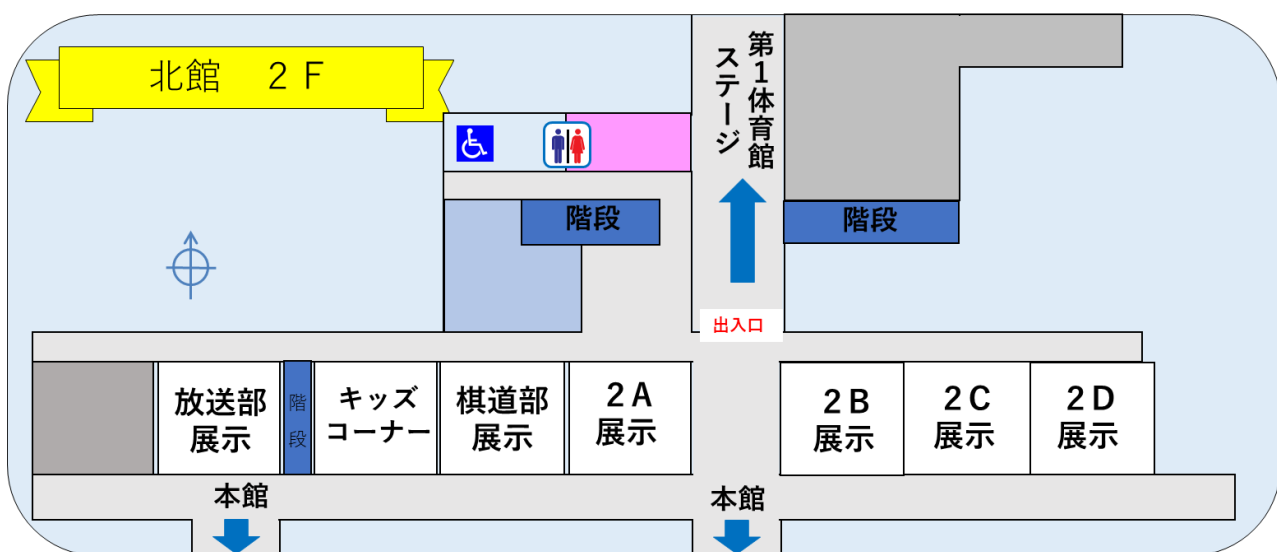 北館　２Ｆ
第１体育館
ステージ
階段
階段
出入口
放送部
展示
階段
キッズ
コーナー
棋道部
展示
２Ａ
展示
２Ｂ
展示
２Ｃ
展示
２Ｄ
展示
本館
本館